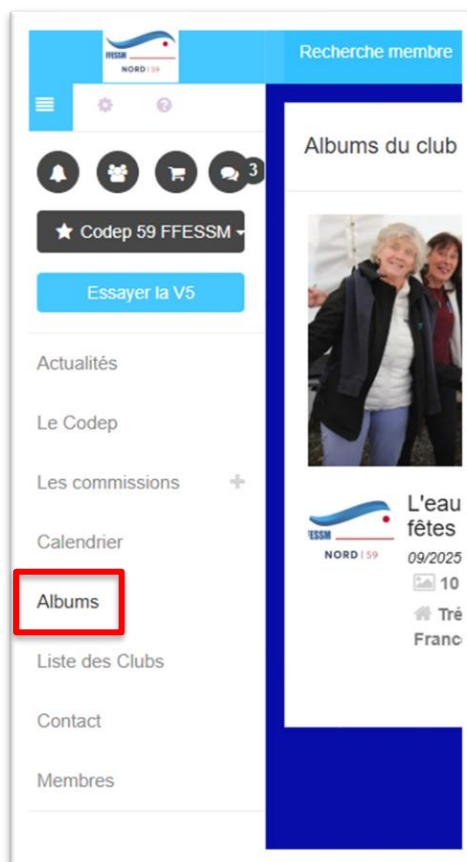 FFESSM
NORD | 59
Recherche membre
3
Codep 59 FFESSM
Essayer la V5
Actualités
Le Codep
Les commissions
Calendrier
Albums
Liste des Clubs
Contact
Membres
Albums du club
NORD | 59
L'eau
fêtes
09/2025
10
Tré
Franc